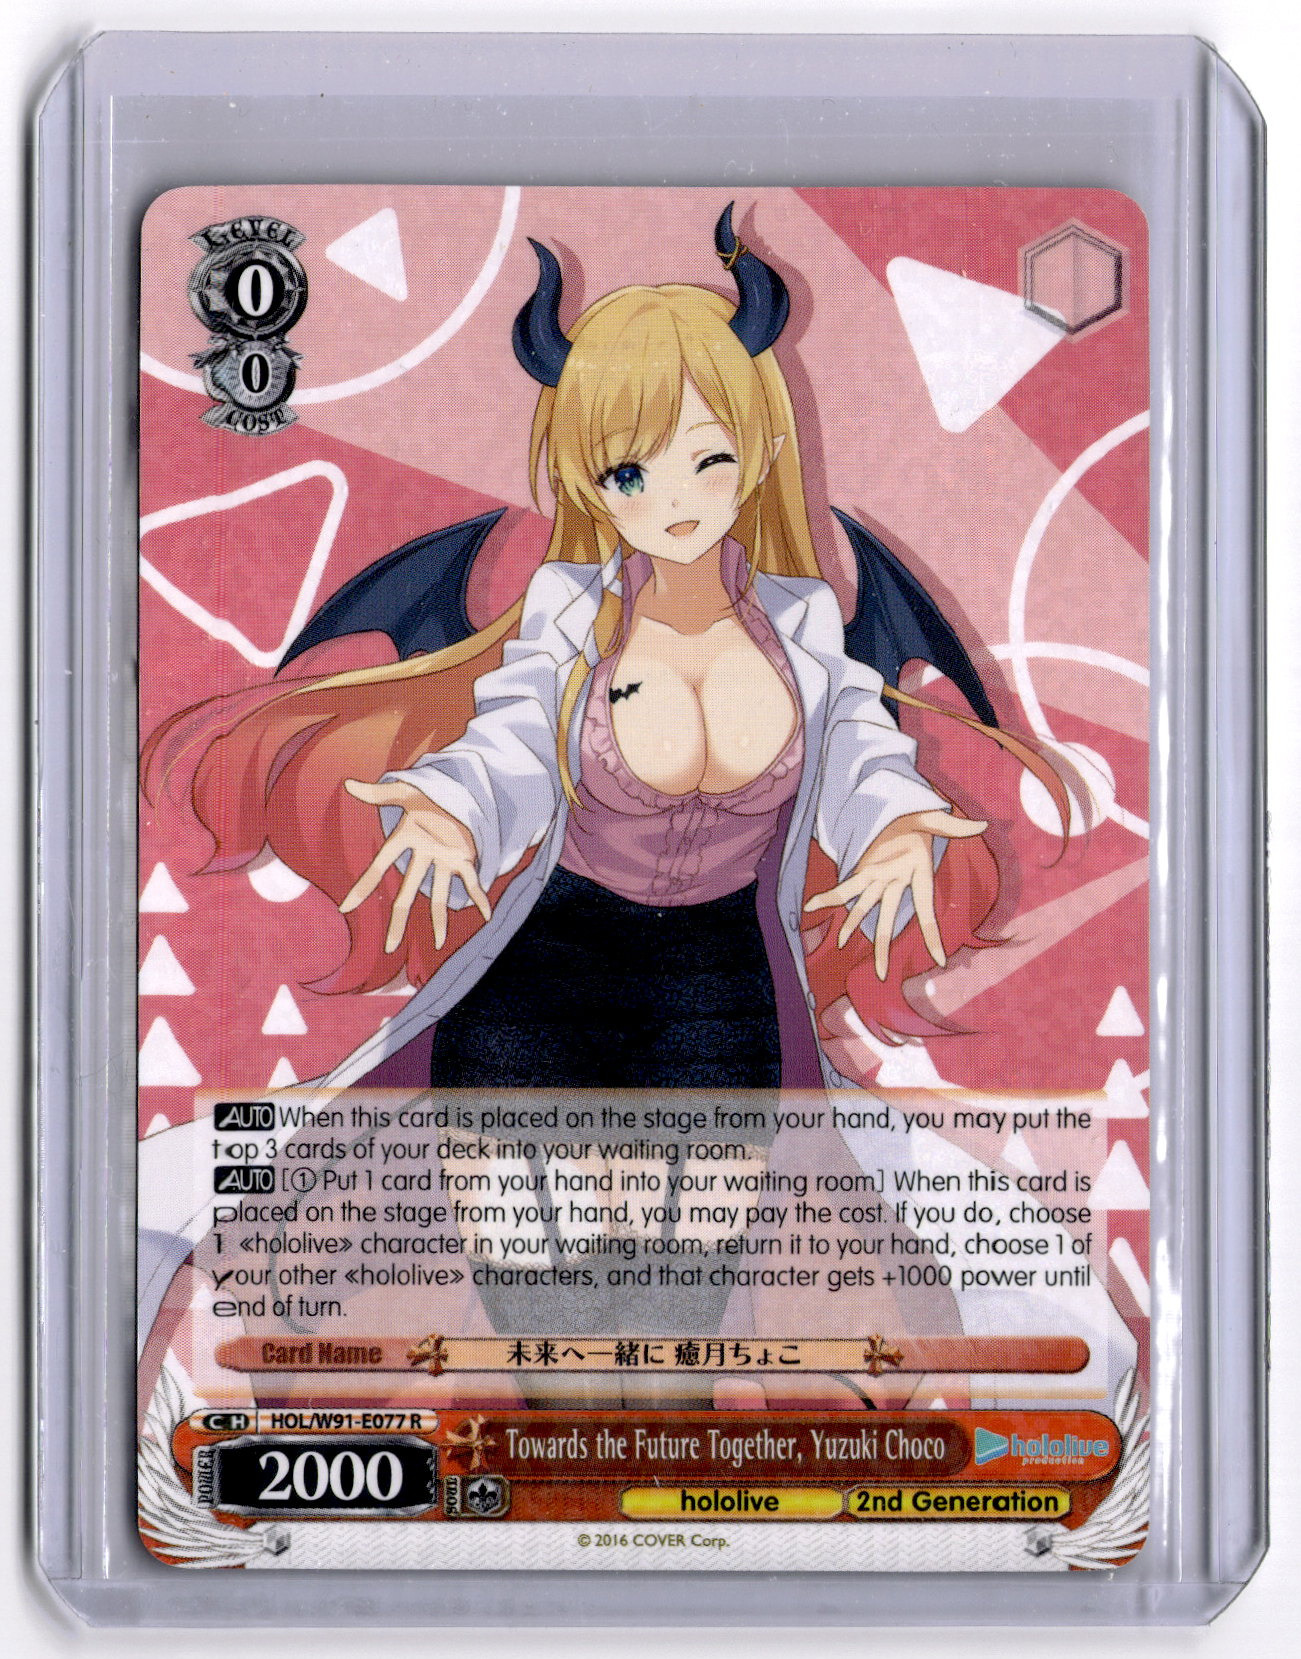 LEVEL
0
0
COST
AUTO When this card is placed on the stage from your hand, you may put the
top 3 cards of your deck into your waiting room.
AUTO [① Put 1 card from your hand into your waiting room] When this card is
placed on the stage from your hand, you may pay the cost. If you do, choose
1 «hololive» character in your waiting room, return it to your hand, choose 1 of
your other «hololive» characters, and that character gets +1000 power until
end of turn.
Card Name 未来へ一緒に 癒月ちょこ
CH HOL/W91-E077 R
POWER 2000 SOUL
Towards the Future Together, Yuzuki Choco
hololive production
hololive 2nd Generation
© 2016 COVER Corp.